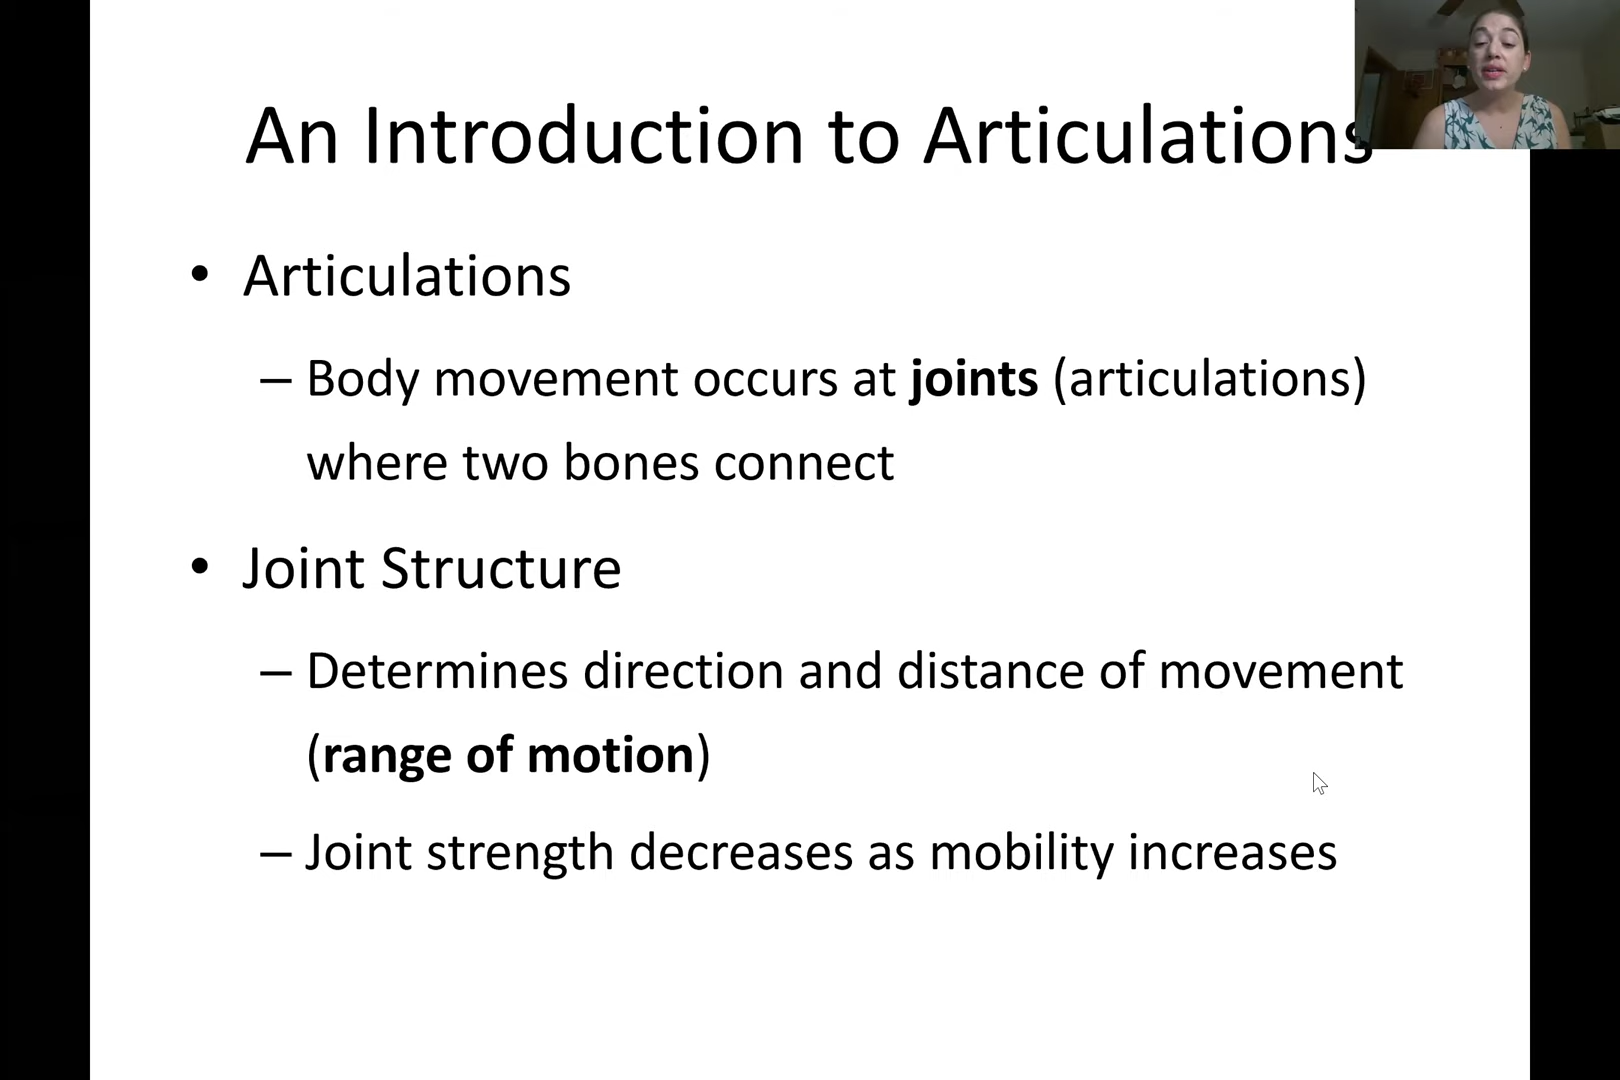 An Introduction to Articulations
• Articulations
– Body movement occurs at joints (articulations)
where two bones connect
• Joint Structure
– Determines direction and distance of movement
(range of motion)
– Joint strength decreases as mobility increases